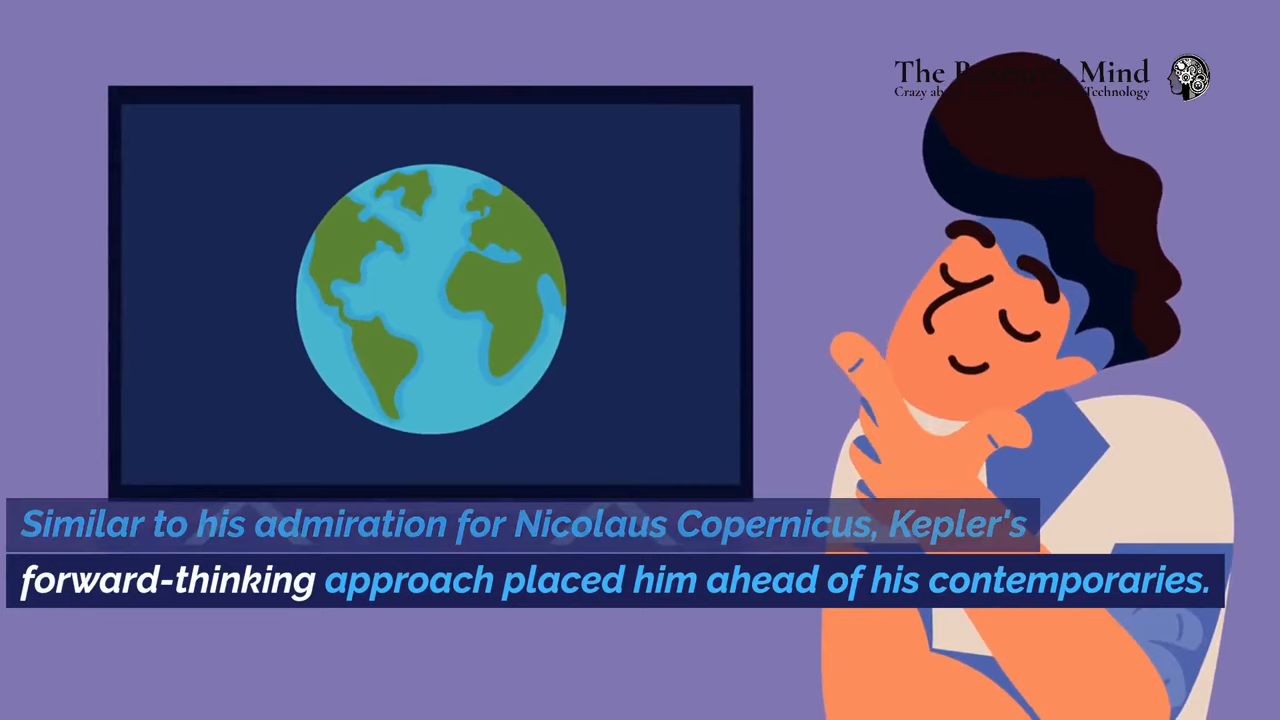 The Mind
Crazy Technology
Similar to his admiration for Nicolaus Copernicus, Kepler's
forward-thinking approach placed him ahead of his contemporaries.